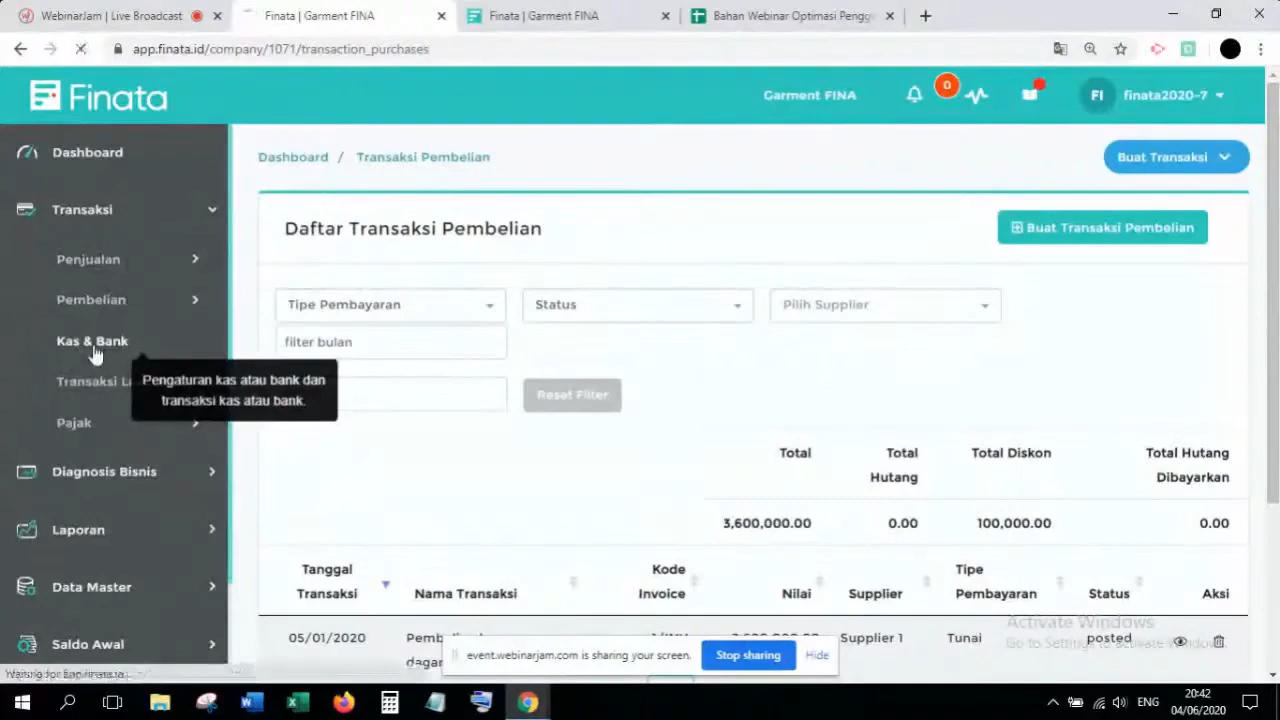 WebinarJam | Live Broadcast
Finata | Garment FINA
Finata | Garment FINA
Bahan Webinar Optimasi Pengg
app.finata.id/company/1071/transaction_purchases
Finata
Garment FINA
0
FI
finata2020-7
Dashboard
Transaksi
Penjualan
Pembelian
Kas & Bank
Transaksi L
Pajak
Diagnosis Bisnis
Laporan
Data Master
Saldo Awal
Pengaturan kas atau bank dan
transaksi kas atau bank.
Dashboard / Transaksi Pembelian
Buat Transaksi
Daftar Transaksi Pembelian
Buat Transaksi Pembelian
Tipe Pembayaran
Status
Pilih Supplier
filter bulan
Reset Filter
Total
Total Hutang
Total Diskon
Total Hutang Dibayarkan
3,600,000.00
0.00
100,000.00
0.00
Tanggal Transaksi
Nama Transaksi
Kode Invoice
Nilai
Supplier
Tipe Pembayaran
Status
Aksi
05/01/2020
Supplier 1
Tunai
posted
Activate Windows
Go to Settings to activate Windows.
event.webinarjam.com is sharing your screen.
Stop sharing
Hide
ENG
20:42
04/06/2020